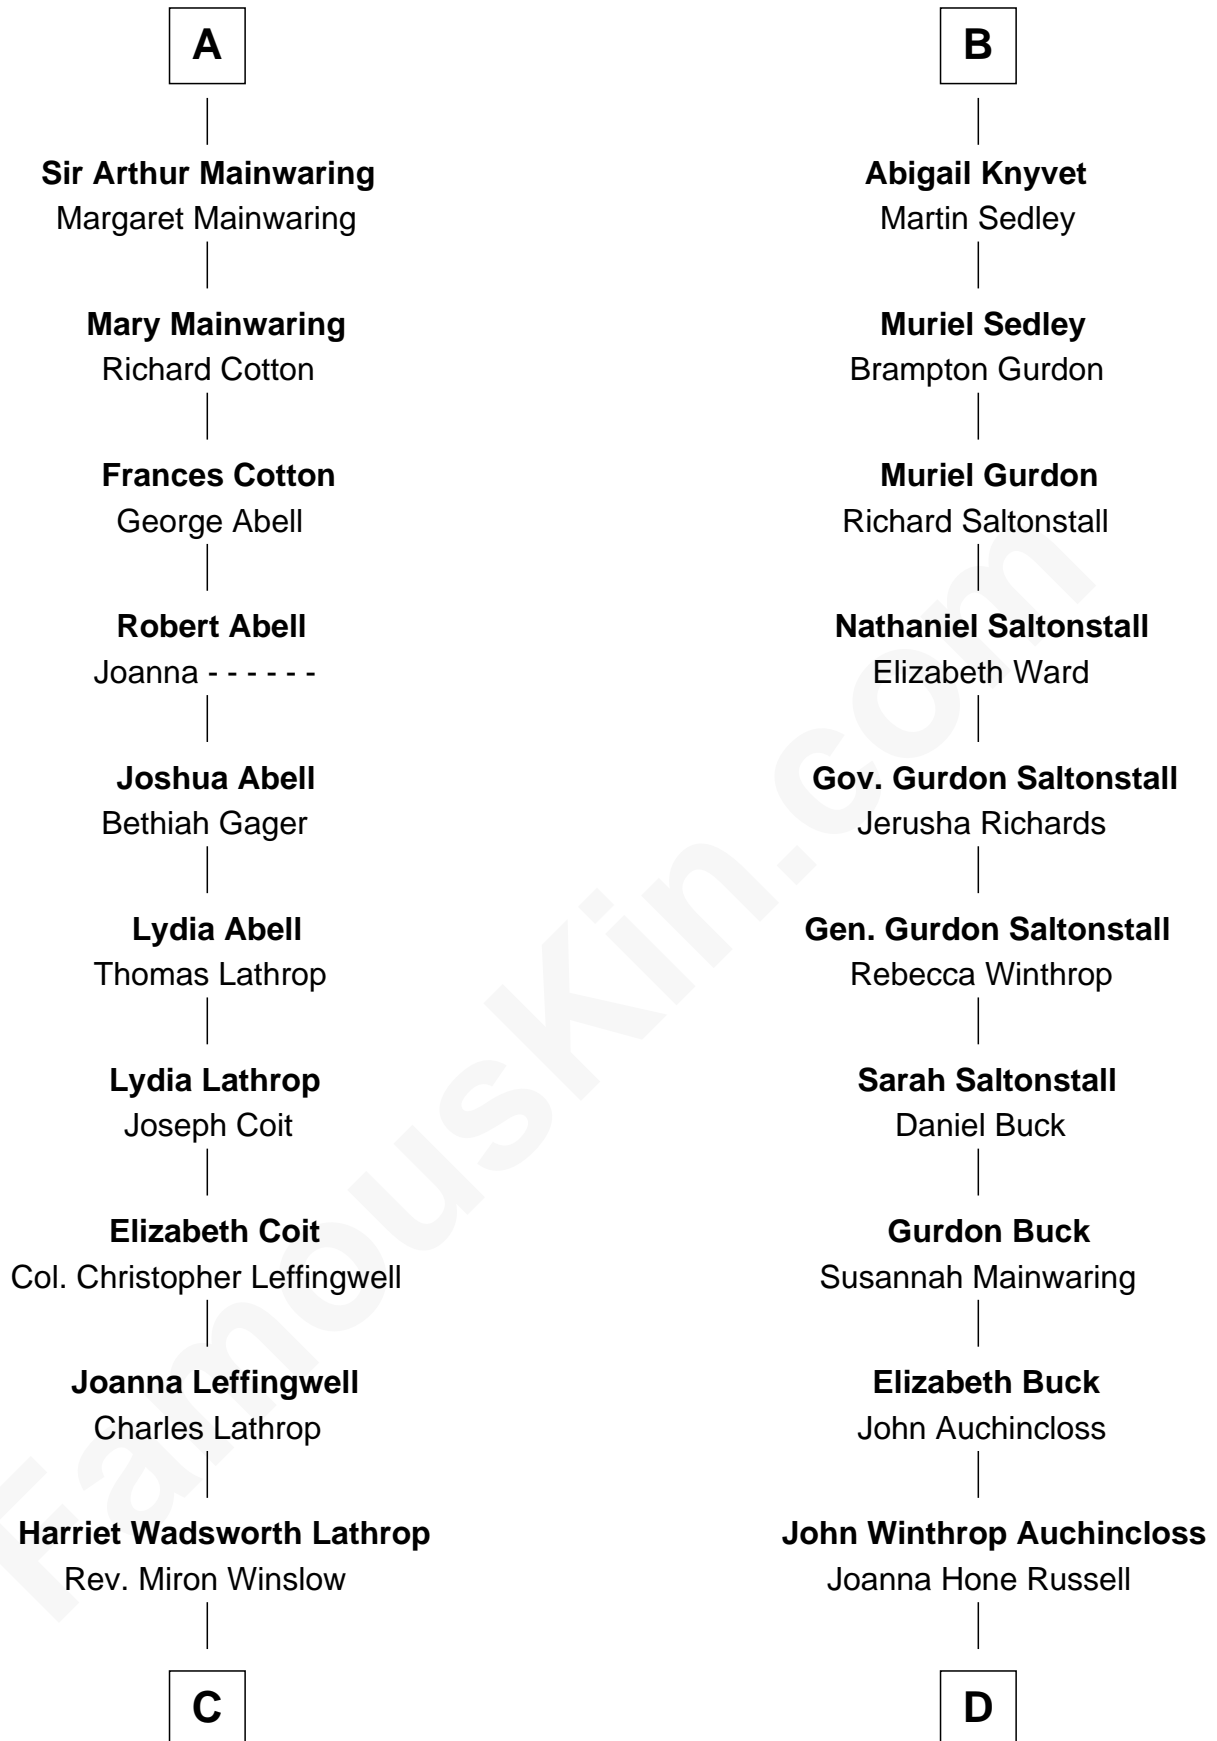 A
Sir Arthur Mainwaring
Margaret Mainwaring
Mary Mainwaring
Richard Cotton
Frances Cotton
George Abell
Robert Abell
Joanna - - - - - -
Joshua Abell
Bethiah Gager
Lydia Abell
Thomas Lathrop
Lydia Lathrop
Joseph Coit
Elizabeth Coit
Col. Christopher Leffingwell
Joanna Leffingwell
Charles Lathrop
Harriet Wadsworth Lathrop
Rev. Miron Winslow
C
B
Abigail Knyvet
Martin Sedley
Muriel Sedley
Brampton Gurdon
Muriel Gurdon
Richard Saltonstall
Nathaniel Saltonstall
Elizabeth Ward
Gov. Gurdon Saltonstall
Jerusha Richards
Gen. Gurdon Saltonstall
Rebecca Winthrop
Sarah Saltonstall
Daniel Buck
Gurdon Buck
Susannah Mainwaring
Elizabeth Buck
John Auchincloss
John Winthrop Auchincloss
Joanna Hone Russell
D
FamousKin.com